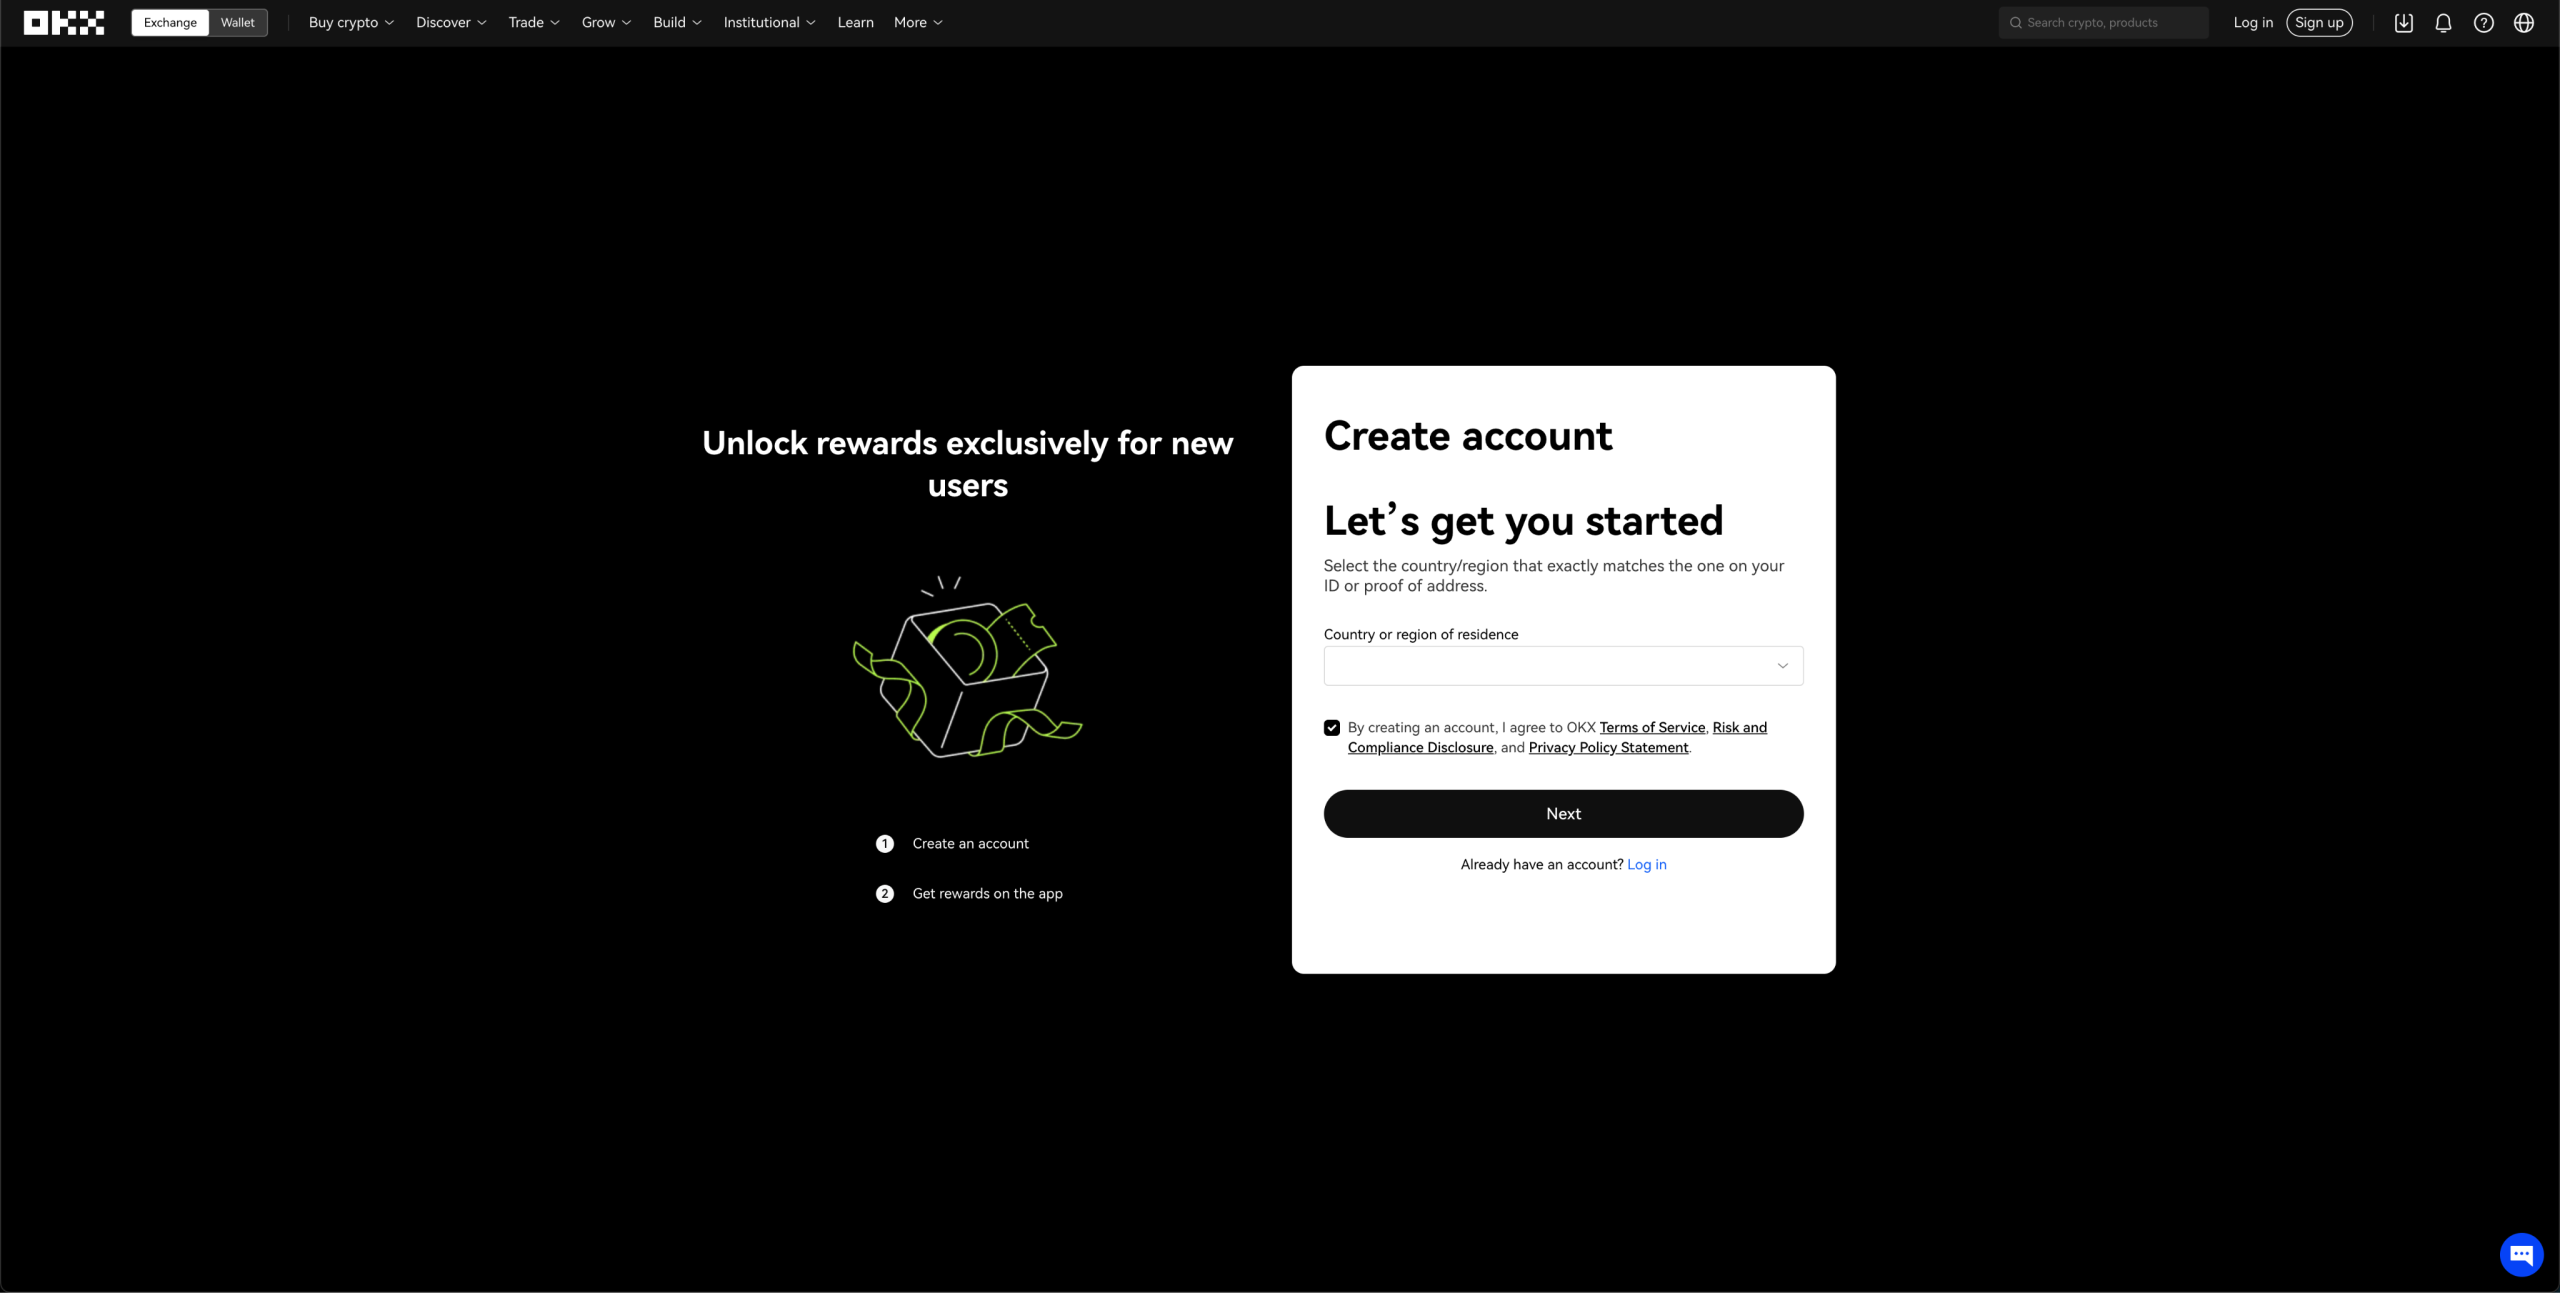 OKX
Exchange
Wallet
Buy crypto
Discover
Trade
Grow
Build
Institutional
Learn
More
Search crypto, products
Log in
Sign up
Unlock rewards exclusively for new
users
1 Create an account
2 Get rewards on the app
Create account
Let’s get you started
Select the country/region that exactly matches the one on your
ID or proof of address.
Country or region of residence
By creating an account, I agree to OKX Terms of Service, Risk and
Compliance Disclosure, and Privacy Policy Statement.
Next
Already have an account? Log in